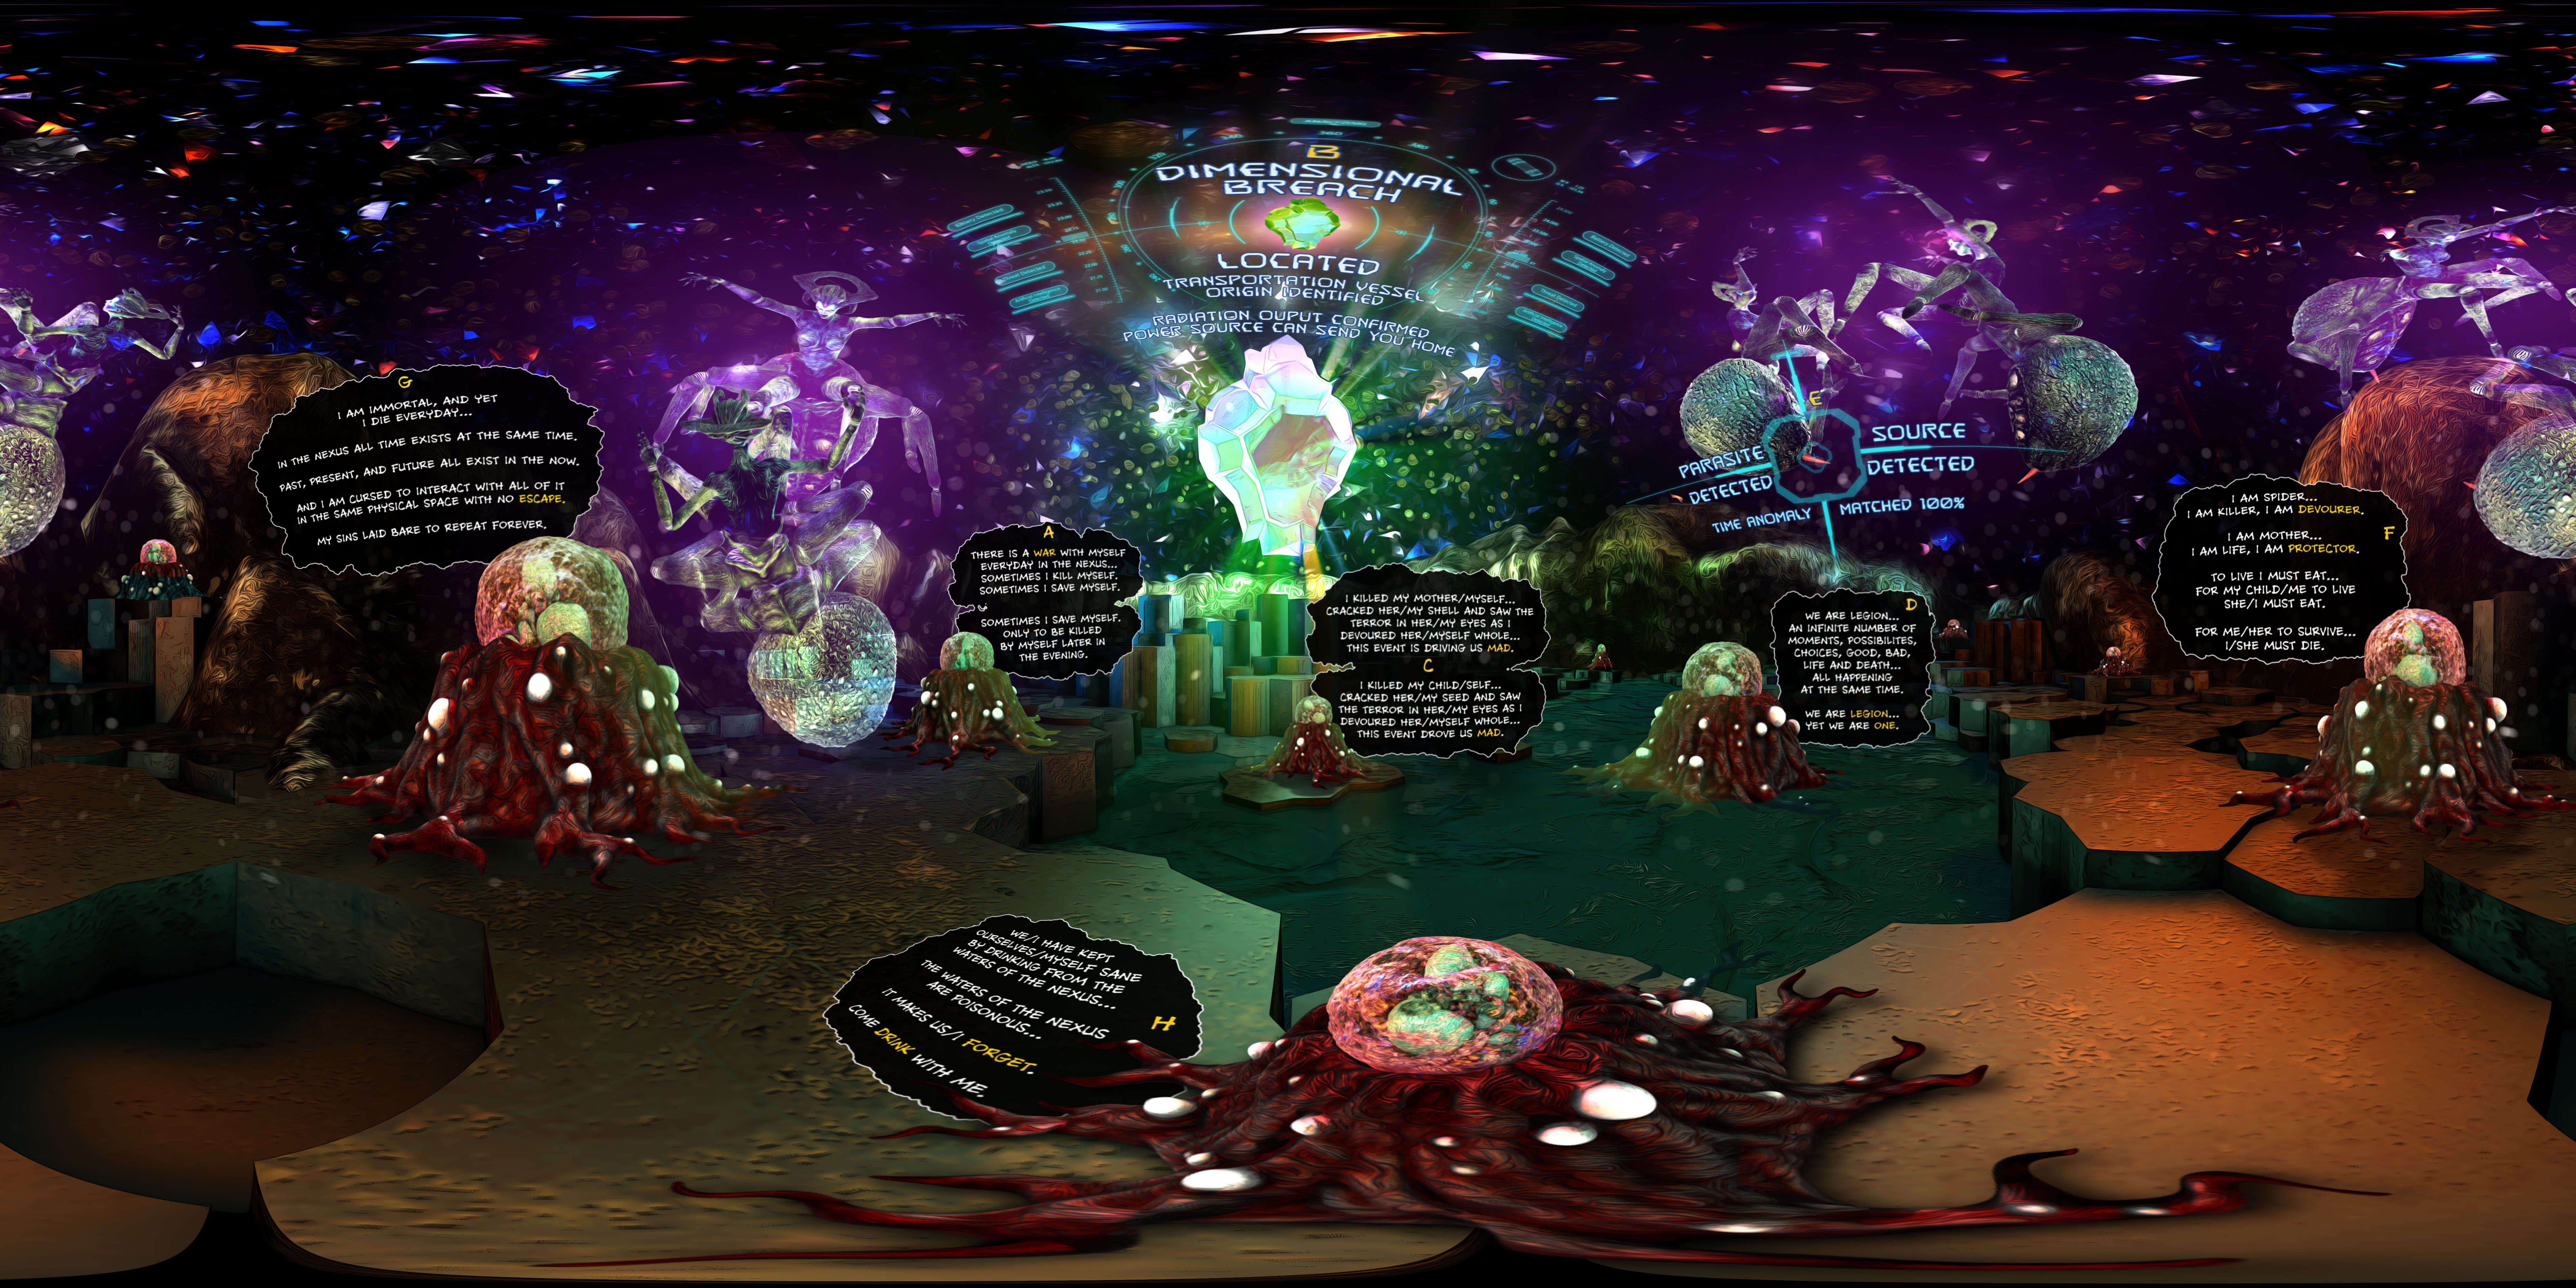 A
THERE IS A WAR WITH MYSELF
EVERYDAY IN THE NEXUS...
SOMETIMES I KILL MYSELF.
SOMETIMES I SAVE MYSELF.
SOMETIMES I SAVE MYSELF.
ONLY TO BE KILLED
BY MYSELF LATER IN
THE EVENING.
B
DIMENSIONAL
BREACH
LOCATED
TRANSPORTATION VESSEL
ORIGIN IDENTIFIED
RADIATION OUPUT CONFIRMED
POWER SOURCE CAN SEND YOU HOME
360
I KILLED MY MOTHER/MYSELF...
CRACKED HER/MY SHELL AND SAW THE
TERROR IN HER/MY EYES AS I
DEVOURED HER/MYSELF WHOLE...
THIS EVENT IS DRIVING US MAD.
C
I KILLED MY CHILD/SELF...
CRACKED HER/MY SEED AND SAW
THE TERROR IN HER/MY EYES AS I
DEVOURED HER/MYSELF WHOLE...
THIS EVENT DROVE US MAD.
D
WE ARE LEGION...
AN INFINITE NUMBER OF
MOMENTS, POSSIBILITES,
CHOICES, GOOD, BAD,
LIFE AND DEATH...
ALL HAPPENING
AT THE SAME TIME.
WE ARE LEGION...
YET WE ARE ONE.
E
PARASITE
DETECTED
SOURCE
DETECTED
TIME ANOMALY
MATCHED 100%
F
I AM SPIDER...
I AM KILLER, I AM DEVOURER.
I AM MOTHER...
I AM LIFE, I AM PROTECTOR.
TO LIVE I MUST EAT...
FOR MY CHILD/ME TO LIVE
SHE/I MUST EAT.
FOR ME/HER TO SURVIVE...
I/SHE MUST DIE.
G
I AM IMMORTAL, AND YET
I DIE EVERYDAY...
IN THE NEXUS ALL TIME EXISTS AT THE SAME TIME.
PAST, PRESENT, AND FUTURE ALL EXIST IN THE NOW.
AND I AM CURSED TO INTERACT WITH ALL OF IT
IN THE SAME PHYSICAL SPACE WITH NO ESCAPE.
MY SINS LAID BARE TO REPEAT FOREVER.
H
WE/I HAVE KEPT
OURSELVES/MYSELF SANE
BY DRINKING FROM THE
WATERS OF THE NEXUS...
THE WATERS OF THE NEXUS
ARE POISONOUS...
IT MAKES US/I FORGET.
COME DRINK WITH ME.